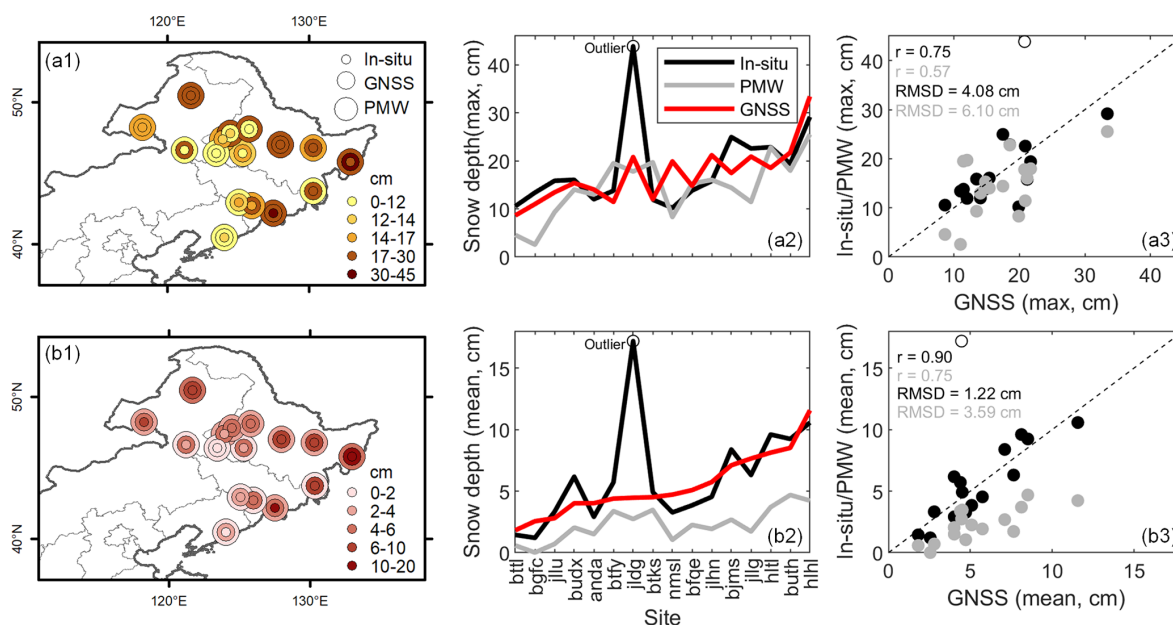 120°E 130°E
(a1)
In-situ
GNSS
PMW
50°N
40°N
cm
0-12
12-14
14-17
17-30
30-45
Snow depth(max, cm)
40
30
20
10
0
Outlier
In-situ
PMW
GNSS
(a2)
In-situ/PMW (max, cm)
40
30
20
10
0
r = 0.75
r = 0.57
RMSD = 4.08 cm
RMSD = 6.10 cm
(a3)
0 10 20 30 40
GNSS (max, cm)
(b1)
50°N
40°N
cm
0-2
2-4
4-6
6-10
10-20
120°E 130°E
Snow depth (mean, cm)
15
10
5
0
Outlier
(b2)
bttl
bgfc
jllu
budx
anda
btfy
jldg
btks
nmsl
bfqe
jlhn
bjms
jllg
hltl
buth
hlhl
Site
In-situ/PMW (mean, cm)
15
10
5
0
r = 0.90
r = 0.75
RMSD = 1.22 cm
RMSD = 3.59 cm
(b3)
0 5 10 15
GNSS (mean, cm)